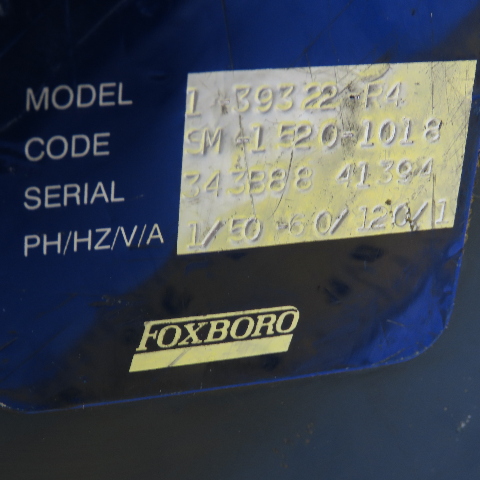 MODEL 1 39322-R4
CODE SM-1520-1018
SERIAL 343888 41394
PH/HZ/V/A 1/50-60/120/1
FOXBORO